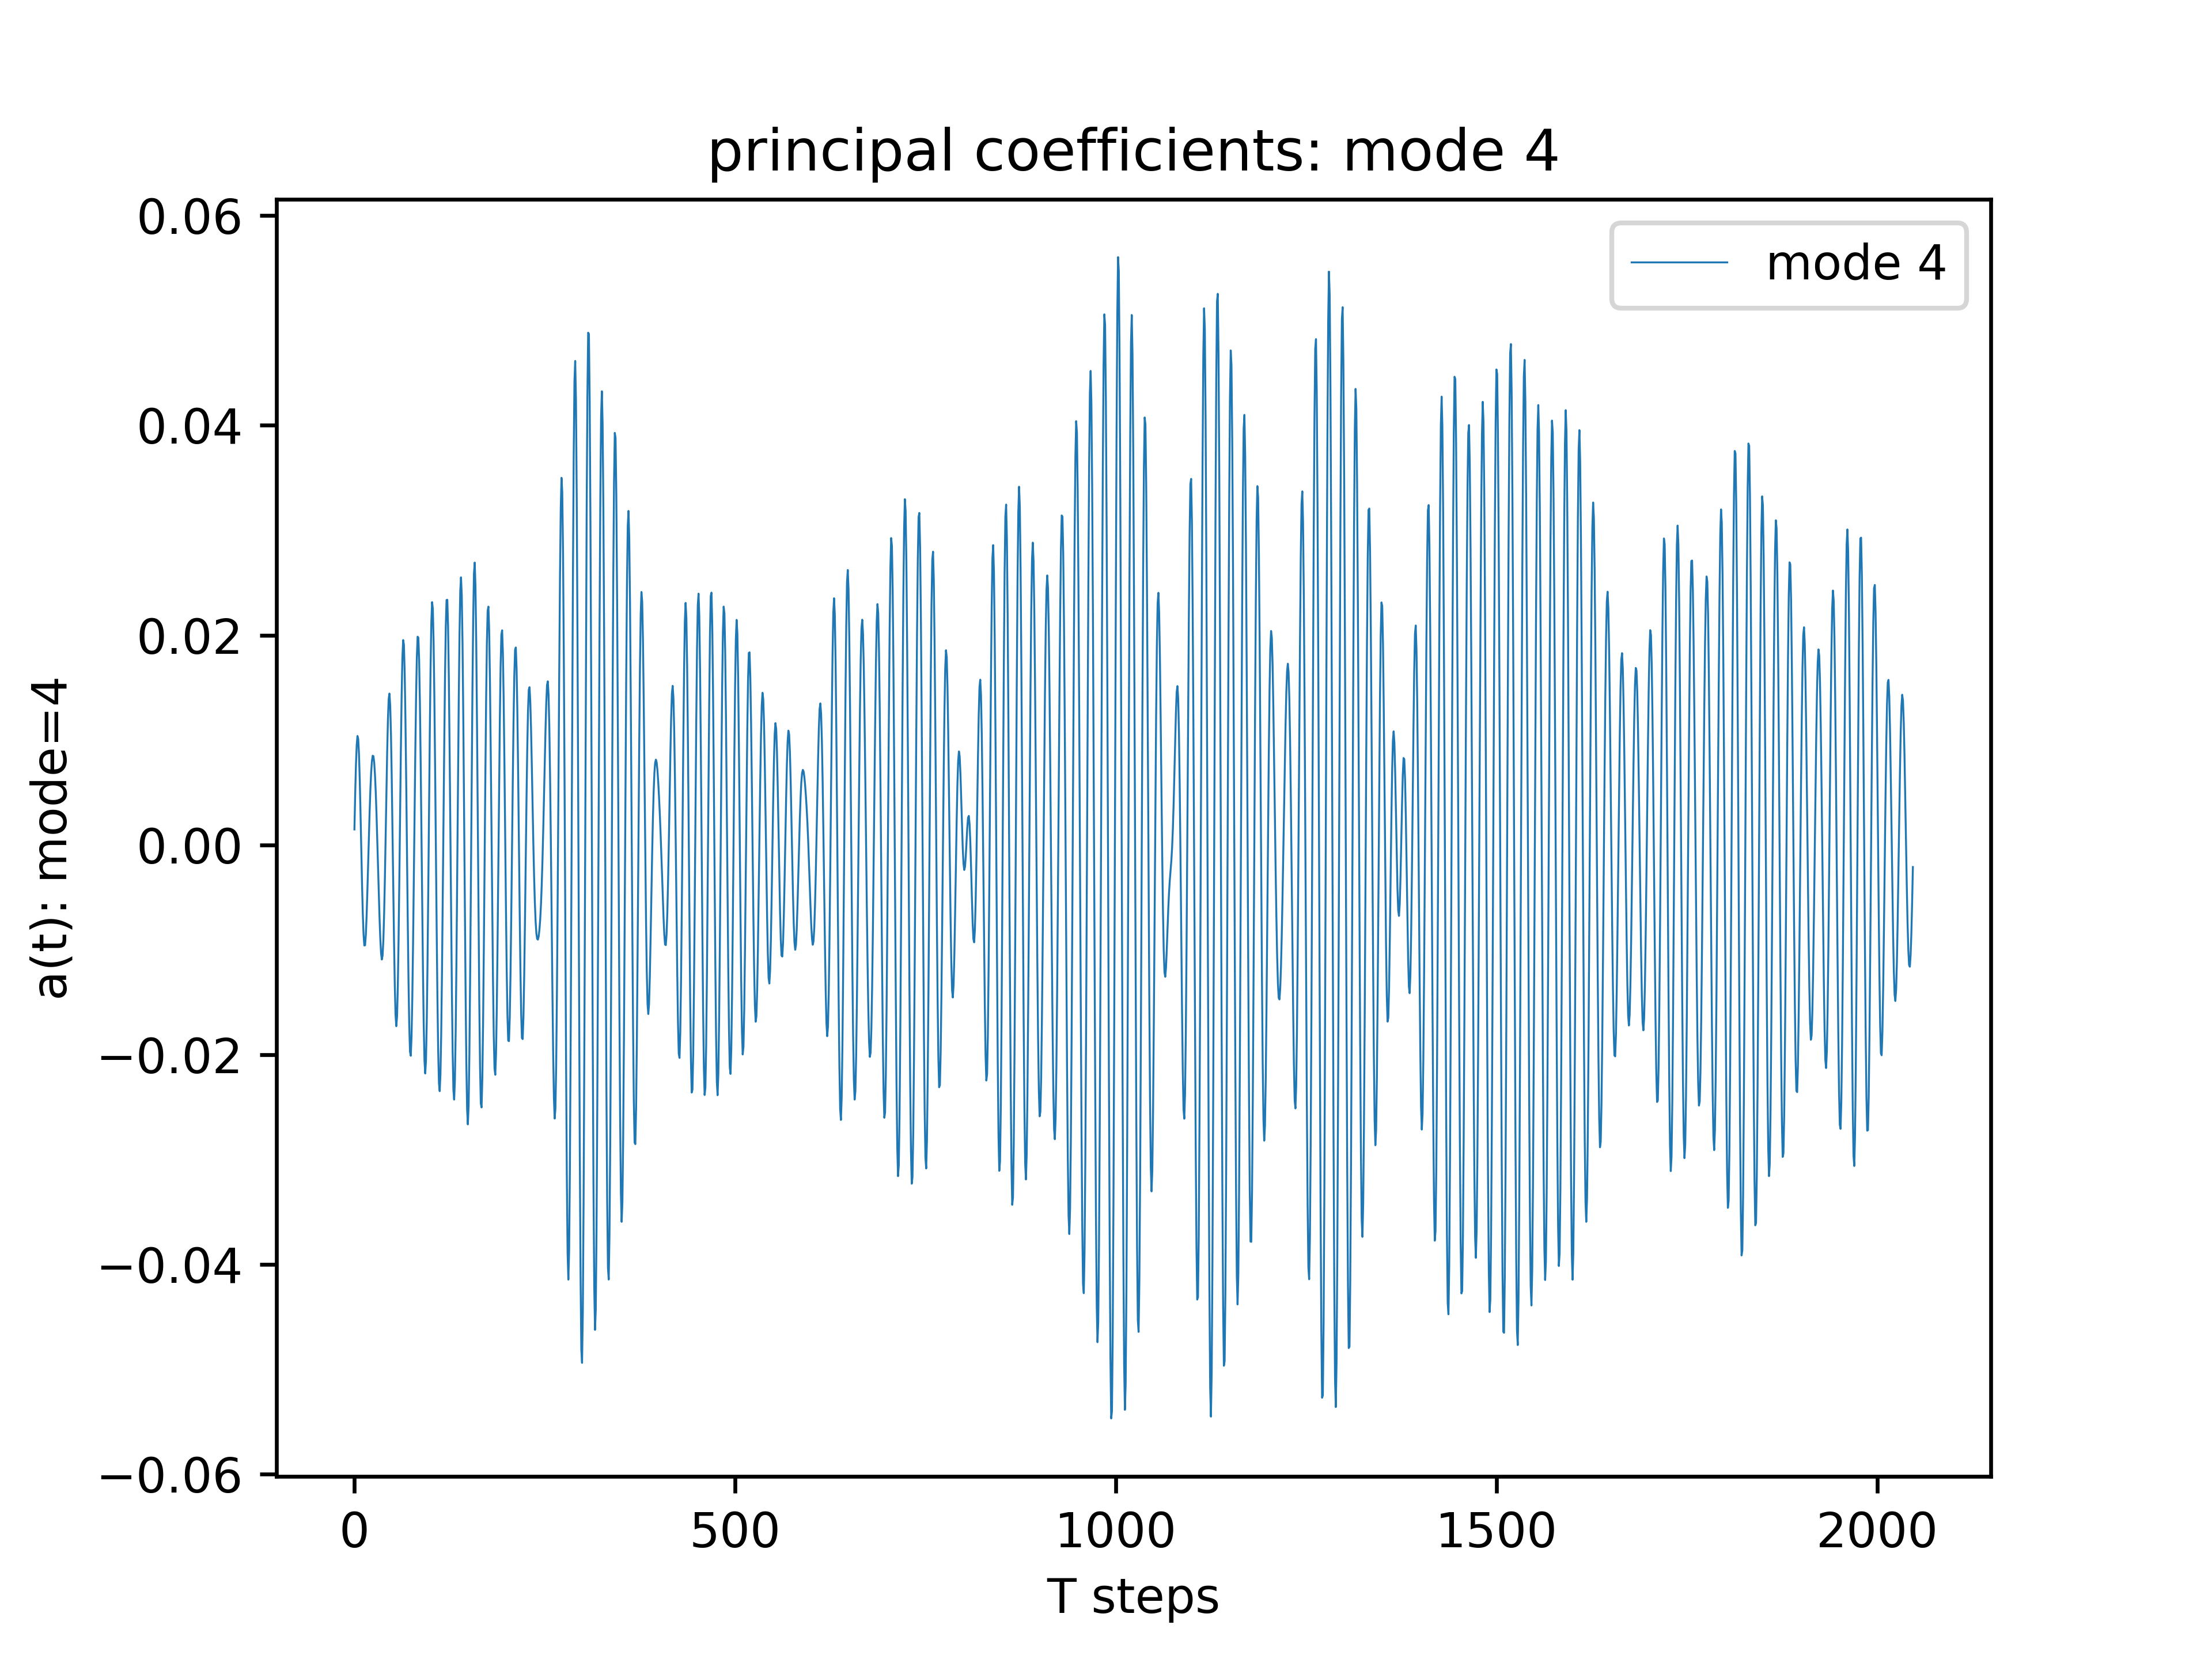 principal coefficients: mode 4
mode 4
a(t): mode=4
0.06
0.04
0.02
0.00
−0.02
−0.04
−0.06
0 500 1000 1500 2000
T steps